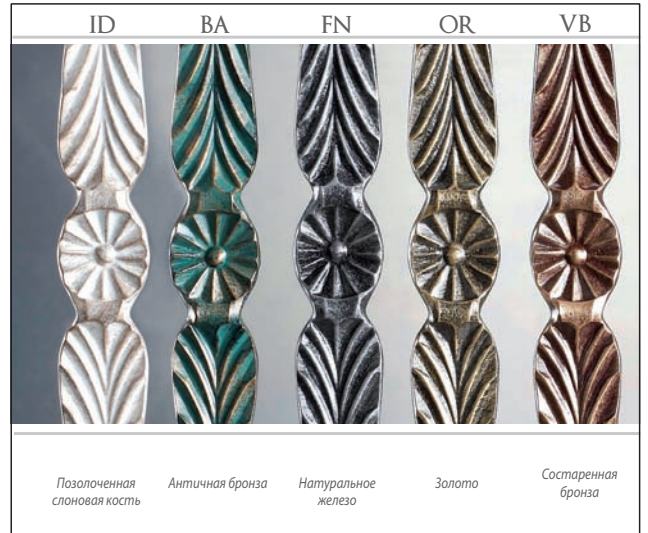 ID BA FN OR VB
Позолоченная
слоновая кость
Античная бронза
Натуральное
железо
Золото
Состаренная
бронза